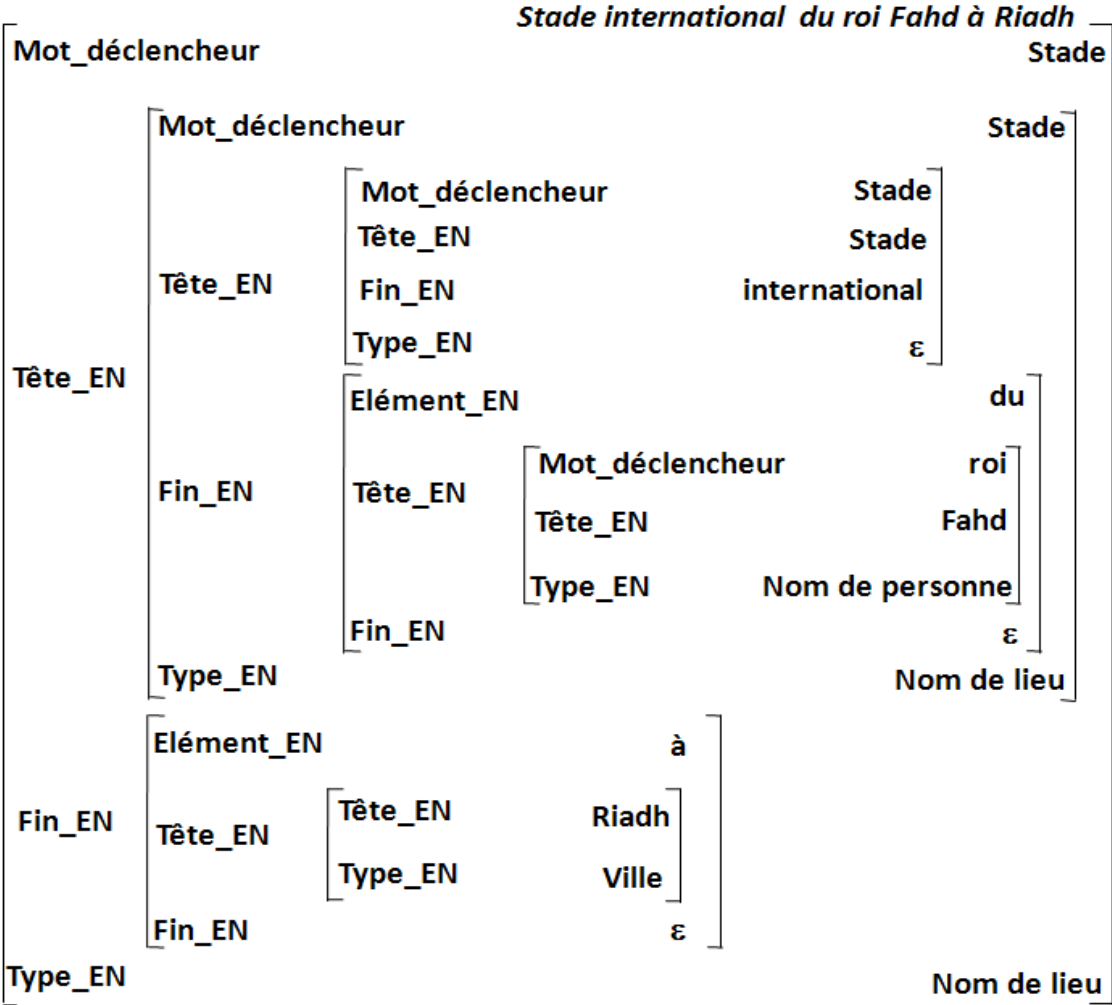 Stade international du roi Fahd à Riadh
Mot_déclencheur Stade
Mot_déclencheur Stade
Mot_déclencheur Stade
Tête_EN Stade
Tête_EN Fin_EN international
Type_EN ε
Tête_EN
Elément_EN du
Mot_déclencheur roi
Fin_EN Tête_EN
Tête_EN Fahd
Type_EN Nom de personne
Fin_EN ε
Type_EN Nom de lieu
Elément_EN à
Tête_EN Riadh
Fin_EN Tête_EN
Type_EN Ville
Fin_EN ε
Type_EN Nom de lieu